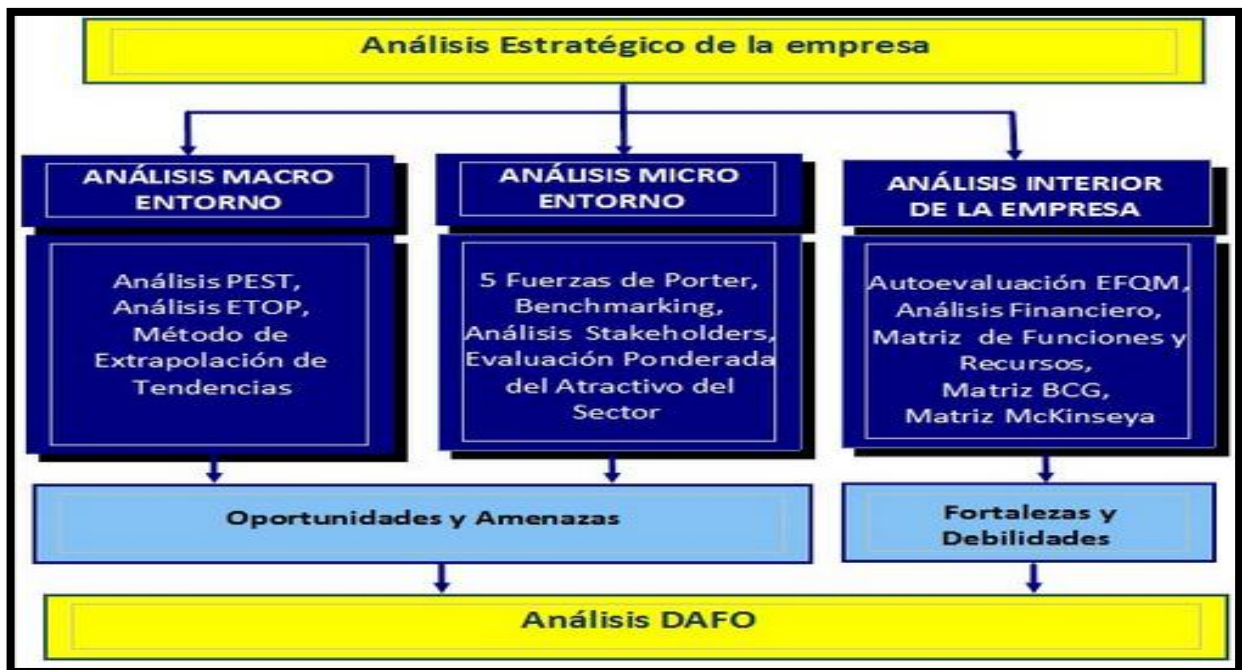 Análisis Estratégico de la empresa
ANÁLISIS MACRO
ENTORNO
Análisis PEST,
Análisis ETOP,
Método de
Extrapolación de
Tendencias
ANÁLISIS MICRO
ENTORNO
5 Fuerzas de Porter,
Benchmarking,
Análisis Stakeholders,
Evaluación Ponderada
del Atractivo del
Sector
ANÁLISIS INTERIOR
DE LA EMPRESA
Autoevaluación EFQM,
Análisis Financiero,
Matriz de Funciones y
Recursos,
Matriz BCG,
Matriz McKinseya
Oportunidades y Amenazas
Fortalezas y
Debilidades
Análisis DAFO